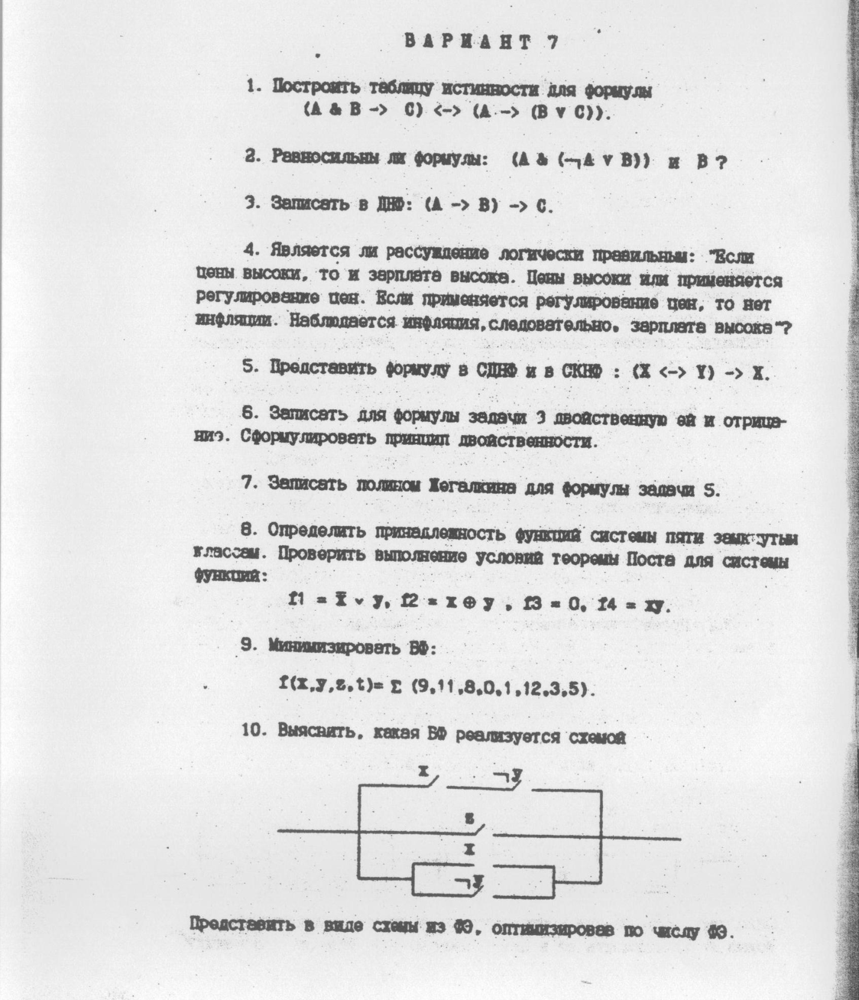 ВАРИАНТ 7
1. Построить таблицу истинности для формулы
(A & B -> C) <-> (A -> (B v C)).
2. Равносильны ли формулы: (A & (¬A v B)) и B ?
3. Записать в ДНФ: (A -> B) -> C.
4. Является ли рассуждение логически правильным: "Если
цены высоки, то и зарплата высока. Цены высоки или применяется
регулирование цен. Если применяется регулирование цен, то нет
инфляции. Наблюдается инфляция,следовательно, зарплата высока"?
5. Представить формулу в СДНФ и в СКНФ : (X <-> Y) -> X.
6. Записать для формулы задачи 3 двойственную ей и отрица-
ние. Сформулировать принцип двойственности.
7. Записать полином Жегалкина для формулы задачи 5.
8. Определить принадлежность функций системы пяти замкнутым
классам. Проверить выполнение условий теоремы Поста для системы
функций:
f1 = x̄ v y, f2 = x ⊕ y , f3 = 0, f4 = xy.
9. Минимизировать БФ:
f(x,y,z,t)= Σ (9,11,8,0,1,12,3,5).
10. Выяснить, какая БФ реализуется схемой
x ¬y
z
x
¬y
Представить в виде схемы из ФЭ, оптимизировав по числу ФЭ.